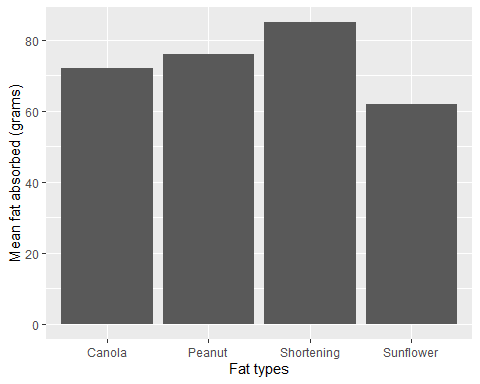 Mean fat absorbed (grams)
80
60
40
20
0
Canola Peanut Shortening Sunflower
Fat types